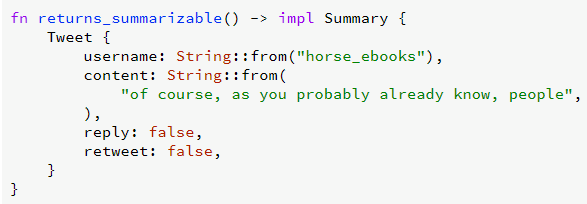 fn returns_summarizable() -> impl Summary {
    Tweet {
        username: String::from("horse_ebooks"),
        content: String::from(
            "of course, as you probably already know, people",
        ),
        reply: false,
        retweet: false,
    }
}